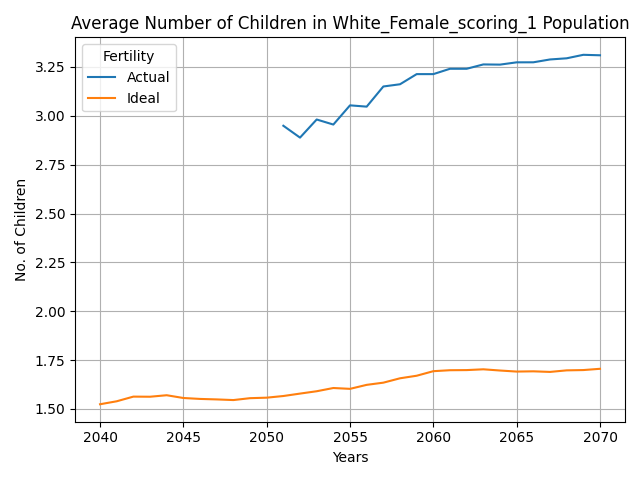 Average Number of Children in White_Female_scoring_1 Population
Fertility
Actual
Ideal
No. of Children
3.25
3.00
2.75
2.50
2.25
2.00
1.75
1.50
2040 2045 2050 2055 2060 2065 2070
Years